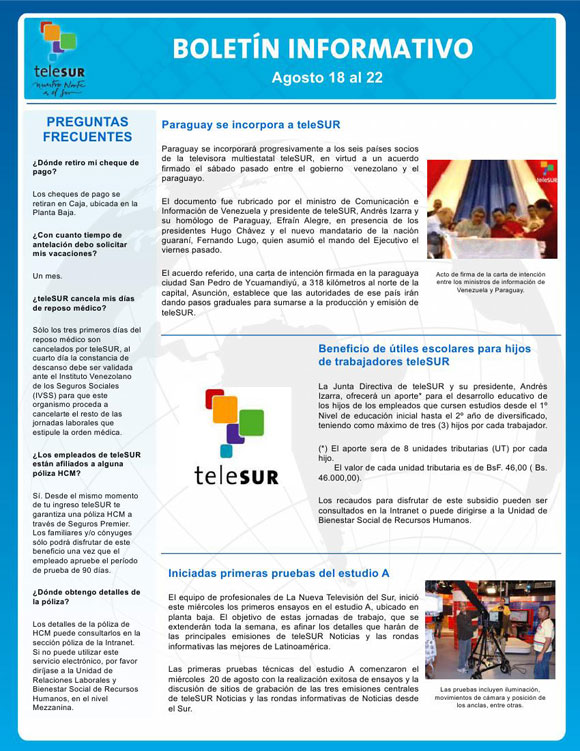 teleSUR
nuestro Norte
es el Sur
BOLETÍN INFORMATIVO
Agosto 18 al 22
PREGUNTAS
FRECUENTES
¿Dónde retiro mi cheque de
pago?
Los cheques de pago se
retiran en Caja, ubicada en la
Planta Baja.
¿Con cuanto tiempo de
antelación debo solicitar
mis vacaciones?
Un mes.
¿teleSUR cancela mis días
de reposo médico?
Sólo los tres primeros días del
reposo médico son
cancelados por teleSUR, al
cuarto día la constancia de
descanso debe ser validada
ante el Instituto Venezolano
de los Seguros Sociales
(IVSS) para que este
organismo proceda a
cancelarte el resto de las
jornadas laborales que
estipule la orden médica.
¿Los empleados de teleSUR
están afiliados a alguna
póliza HCM?
Sí. Desde el mismo momento
de tu ingreso teleSUR te
garantiza una póliza HCM a
través de Seguros Premier.
Los familiares y/o cónyuges
sólo podrá disfrutar de este
beneficio una vez que el
empleado apruebe el período
de prueba de 90 días.
¿Dónde obtengo detalles de
la póliza?
Los detalles de la póliza de
HCM puede consultarlos en la
sección póliza de la Intranet.
Si no puede utilizar este
servicio electrónico, por favor
diríjase a la Unidad de
Relaciones Laborales y
Bienestar Social de Recursos
Humanos, en el nivel
Mezzanina.
Paraguay se incorpora a teleSUR
Paraguay se incorporará progresivamente a los seis países socios
de la televisora multiestatal teleSUR, en virtud a un acuerdo
firmado el sábado pasado entre el gobierno venezolano y el
paraguayo.
El documento fue rubricado por el ministro de Comunicación e
Información de Venezuela y presidente de teleSUR, Andrés Izarra y
su homólogo de Paraguay, Efraín Alegre, en presencia de los
presidentes Hugo Chávez y el nuevo mandatario de la nación
guaraní, Fernando Lugo, quien asumió el mando del Ejecutivo el
viernes pasado.
El acuerdo referido, una carta de intención firmada en la paraguaya
ciudad San Pedro de Ycuamandiyú, a 318 kilómetros al norte de la
capital, Asunción, establece que las autoridades de ese país irán
dando pasos graduales para sumarse a la producción y emisión de
teleSUR.
teleSUR
Acto de firma de la carta de intención
entre los ministros de información de
Venezuela y Paraguay.
teleSUR
Beneficio de útiles escolares para hijos
de trabajadores teleSUR
La Junta Directiva de teleSUR y su presidente, Andrés
Izarra, ofrecerá un aporte* para el desarrollo educativo de
los hijos de los empleados que cursen estudios desde el 1º
Nivel de educación inicial hasta el 2º año de diversificado,
teniendo como máximo de tres (3) hijos por cada trabajador.
(*) El aporte sera de 8 unidades tributarias (UT) por cada
hijo.
El valor de cada unidad tributaria es de BsF. 46,00 ( Bs.
46.000,00).
Los recaudos para disfrutar de este subsidio pueden ser
consultados en la Intranet o puede dirigirse a la Unidad de
Bienestar Social de Recursos Humanos.
Iniciadas primeras pruebas del estudio A
El equipo de profesionales de La Nueva Televisión del Sur, inició
este miércoles los primeros ensayos en el estudio A, ubicado en
planta baja. El objetivo de estas jornadas de trabajo, que se
extenderán toda la semana, es afinar los detalles que harán de
las principales emisiones de teleSUR Noticias y las rondas
informativas las mejores de Latinoamérica.
Las primeras pruebas técnicas del estudio A comenzaron el
miércoles 20 de agosto con la realización exitosa de ensayos y la
discusión de sitios de grabación de las tres emisiones centrales
de teleSUR Noticias y las rondas informativas de Noticias desde
el Sur.
Las pruebas incluyen iluminación,
movimientos de cámara y posición de
los anclas, entre otras.